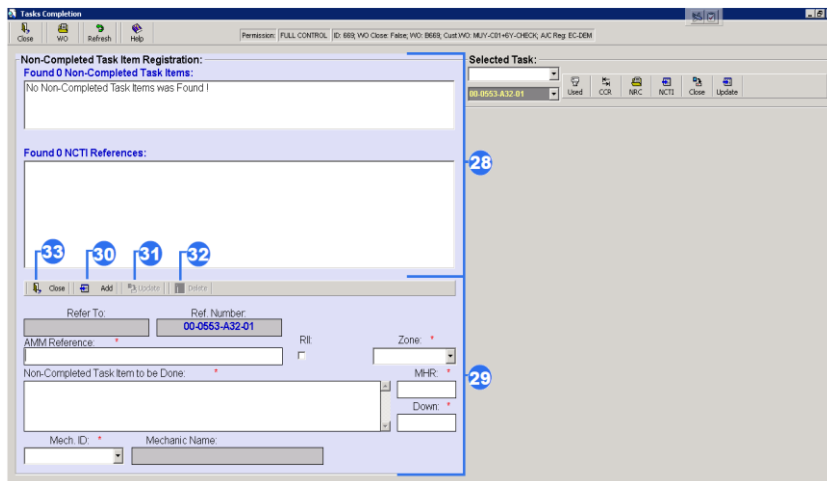 Tasks Completion
Close WO Refresh Help
Permission: FULL CONTROL ID: 669; WO Close: False; WO: B669; Cust.WO: MUY-C01+6Y-CHECK; A/C Reg: EC-DEM
Non-Completed Task Item Registration:
Found 0 Non-Completed Task Items:
No Non-Completed Task Items was Found !
Selected Task:
00-0553-A32-01
Used CCR NRC NCTI Close Update
Found 0 NCTI References:
28
33 30 31 32
Close Add Update Delete
Refer To: Ref. Number:
00-0553-A32-01
AMM Reference: * RII: Zone: *
Non-Completed Task Item to be Done: * MHR: *
29
Down: *
Mech. ID: * Mechanic Name: